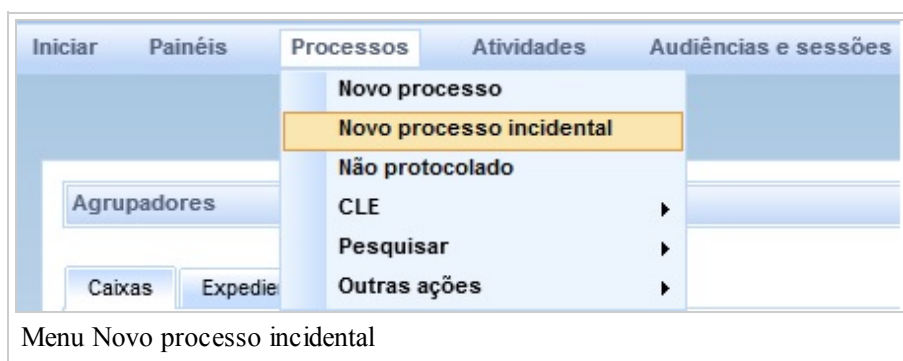 Iniciar Painéis Processos Atividades Audiências e sessões
Novo processo
Novo processo incidental
Não protocolado
Agrupadores
CLE
Pesquisar
Caixas
Outras ações
Menu Novo processo incidental